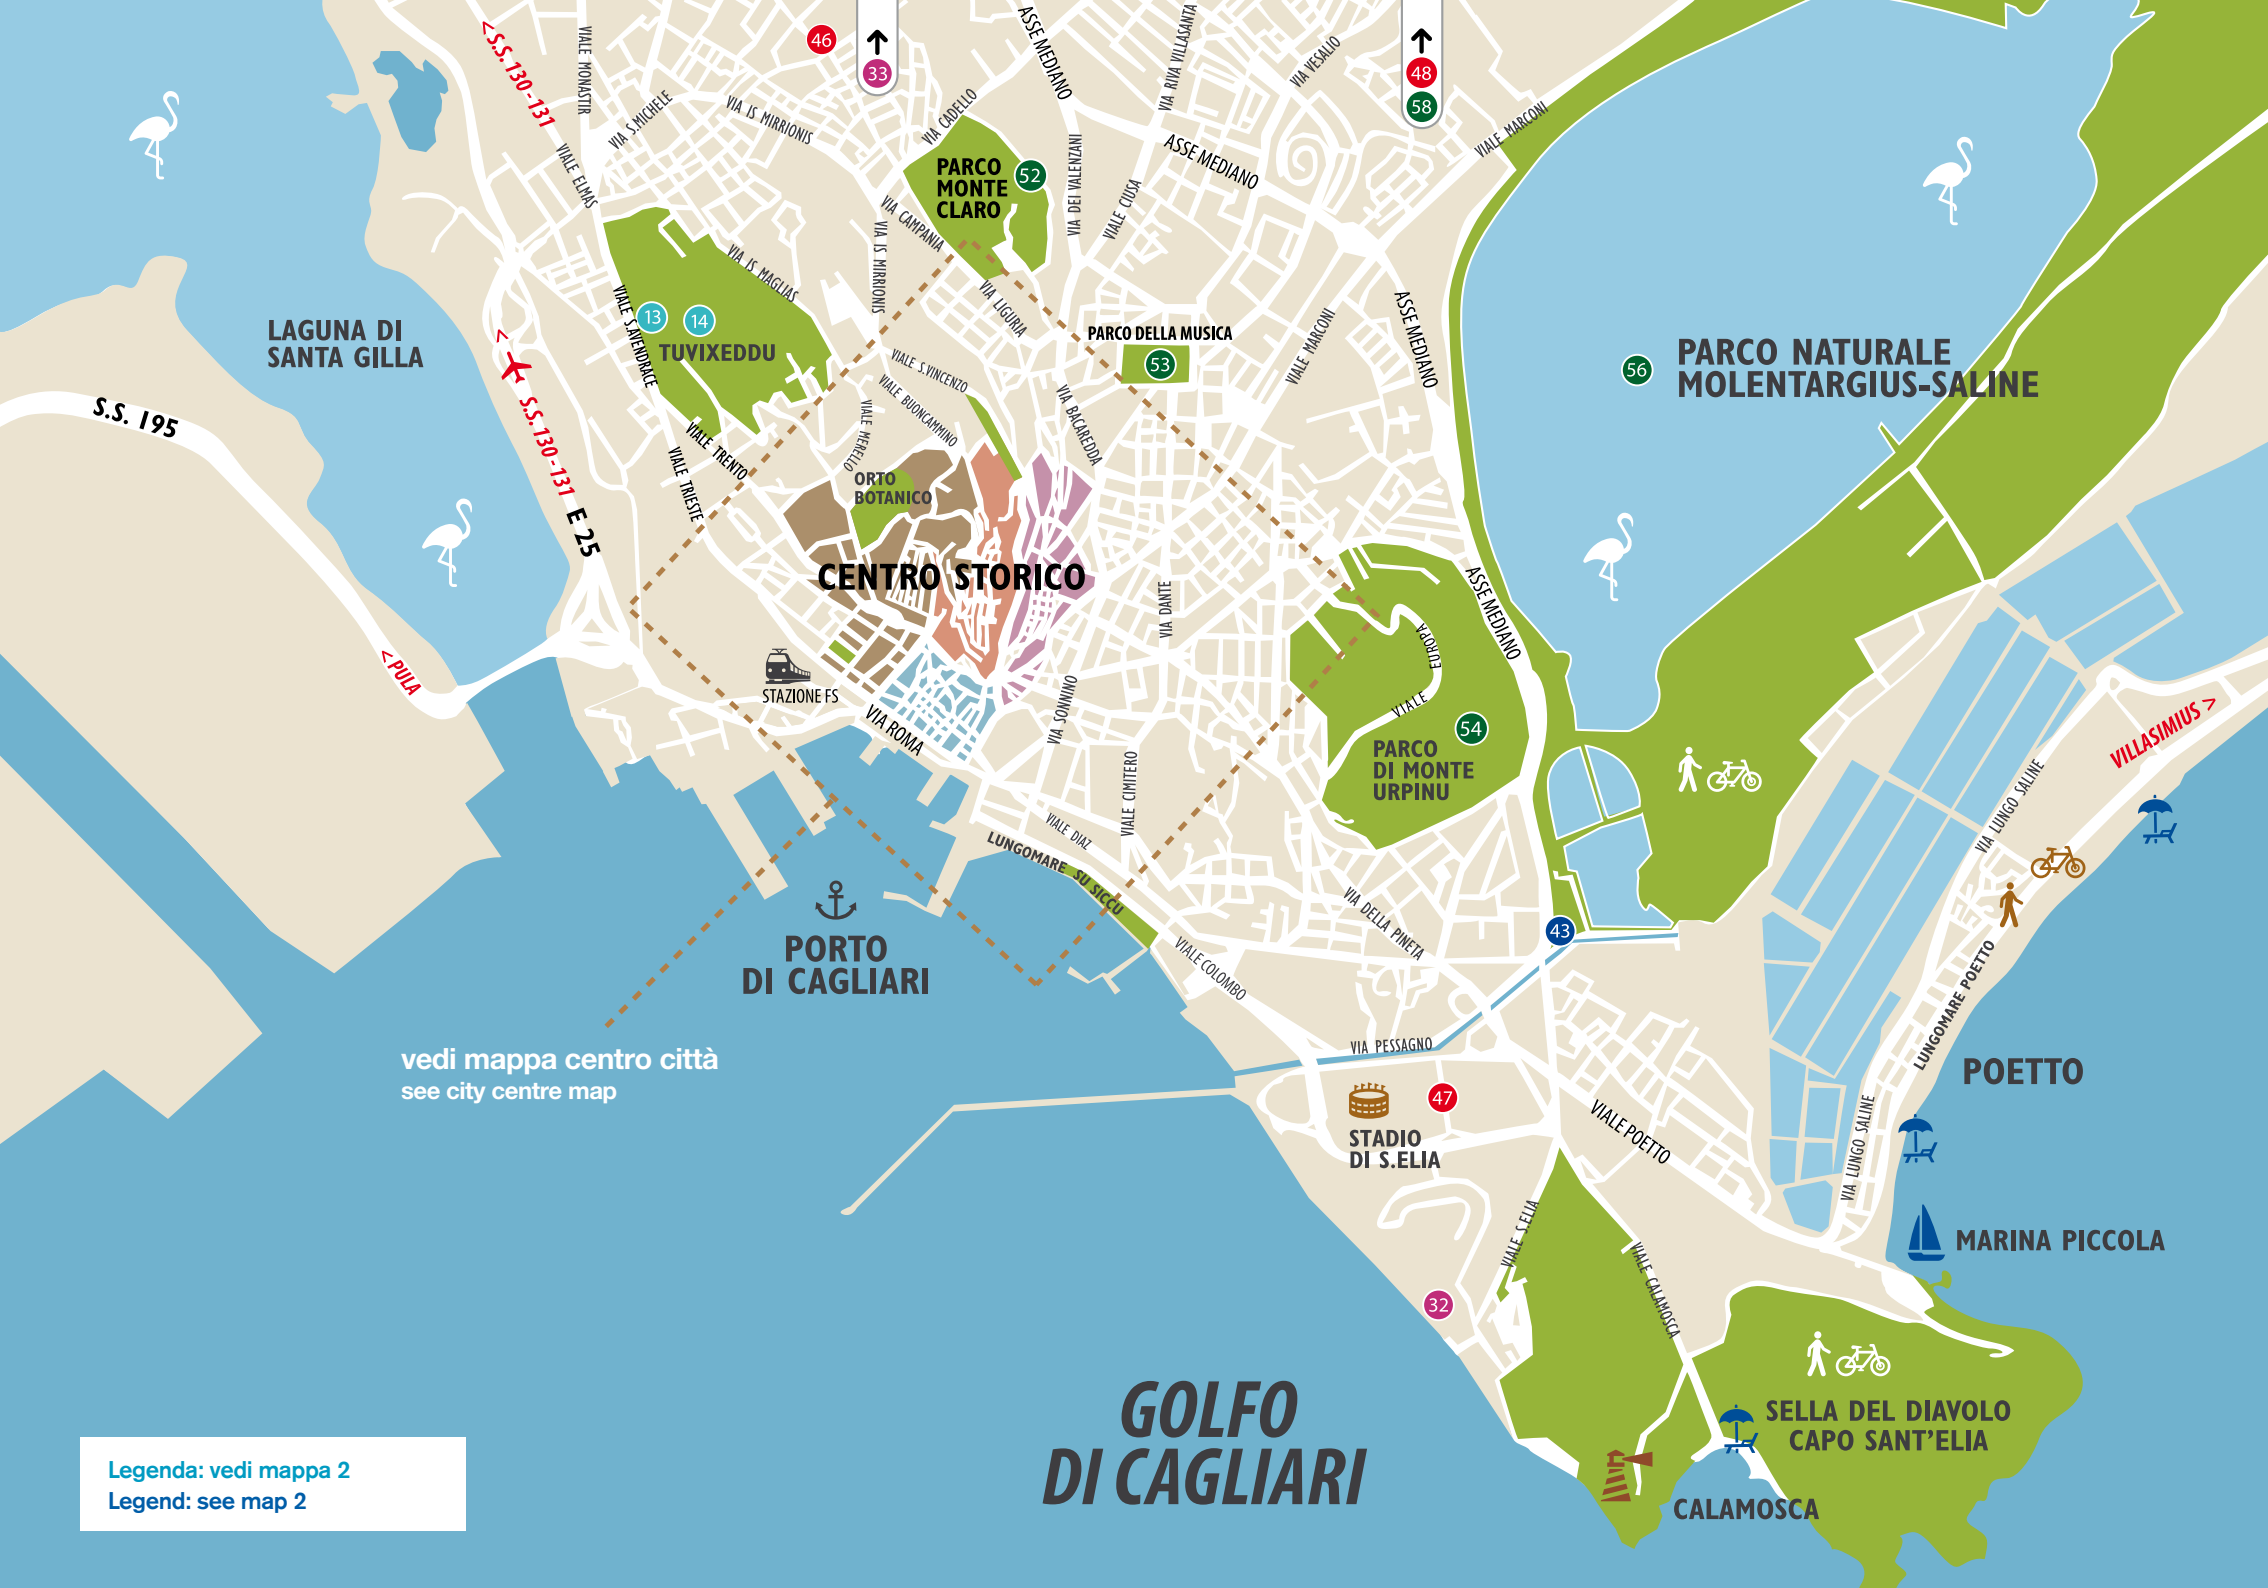 < S.S. 130-131
VIALE MONASTIR
46
33
ASSE MEDIANO
VIA RIVA VILLASANTA
VIA VESALIO
48
58
VIALE MARCONI
VIA S.MICHELE
VIA IS MIRRIONIS
VIA CADELLO
VIALE ELMAS
PARCO
MONTE
CLARO
52
VIA DEI VALENZANI
VIALE CIUSA
ASSE MEDIANO
VIA CAMPANIA
VIA IS MIRRIONIS
VIA IS MAGLIAS
VIA LIGURIA
VIALE S.AVENDRACE
13
14
TUVIXEDDU
LAGUNA DI
SANTA GILLA
PARCO DELLA MUSICA
53
VIALE MARCONI
ASSE MEDIANO
56
PARCO NATURALE
MOLENTARGIUS-SALINE
S.S. 195
<
S.S. 130-131
E 25
VIALE S.VINCENZO
VIALE BUONCAMMINO
VIALE MERELLO
VIA BACAREDDA
VIALE TRENTO
VIALE TRIESTE
ORTO
BOTANICO
CENTRO STORICO
VIA DANTE
ASSE MEDIANO
VIALE
EUROPA
< PULA
STAZIONE FS
VIA ROMA
VIA SONNINO
VIALE CIMITERO
54
PARCO
DI MONTE
URPINU
VILLASIMIUS >
VIA LUNGO SALINE
VIALE DIAZ
LUNGOMARE SU SICCU
VIA DELLA PINETA
43
PORTO
DI CAGLIARI
VIALE COLOMBO
LUNGOMARE POETTO
vedi mappa centro città
see city centre map
VIA PESSAGNO
POETTO
47
STADIO
DI S.ELIA
VIALE POETTO
VIA LUNGO SALINE
VIALE S.ELIA
VIALE CALAMOSCA
MARINA PICCOLA
32
GOLFO
DI CAGLIARI
SELLA DEL DIAVOLO
CAPO SANT'ELIA
CALAMOSCA
Legenda: vedi mappa 2
Legend: see map 2